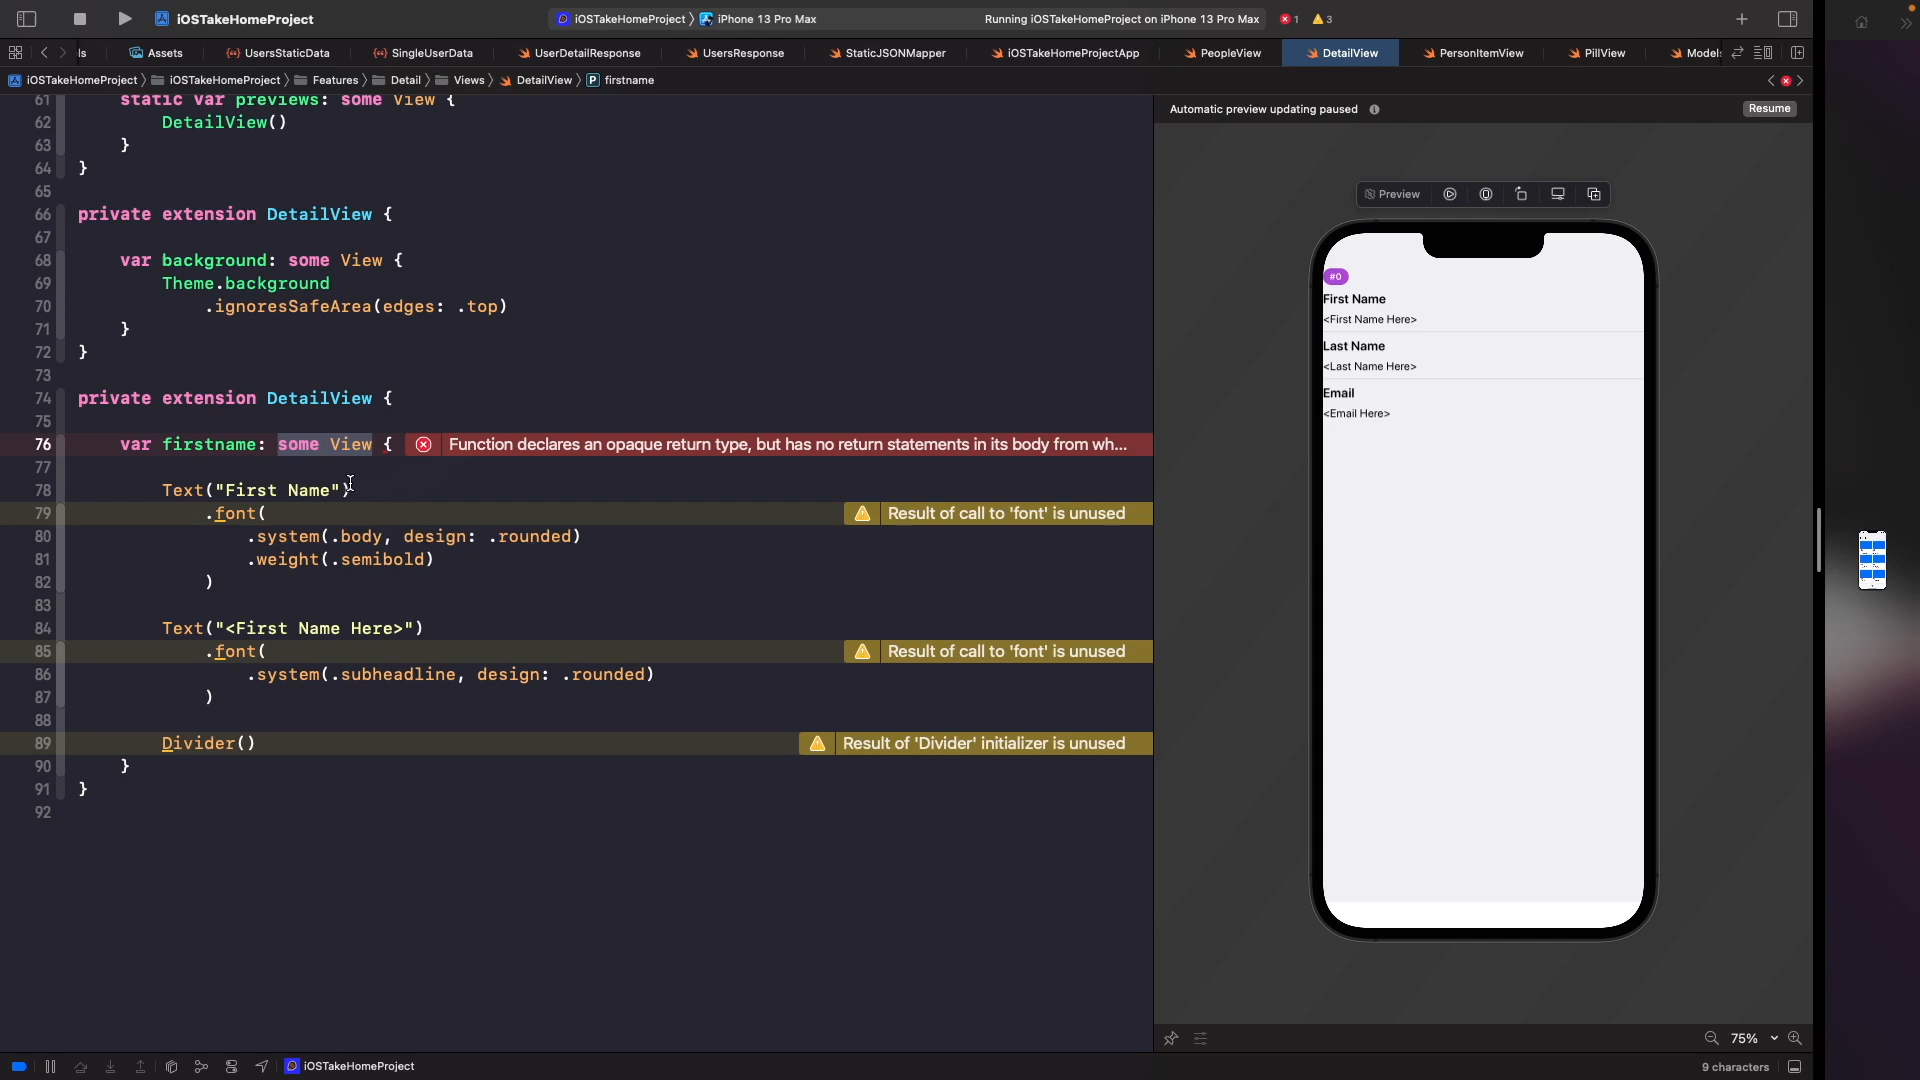 iOSTakeHomeProject
iOSTakeHomeProject iPhone 13 Pro Max Running iOSTakeHomeProject on iPhone 13 Pro Max 1 3
ls Assets UsersStaticData SingleUserData UserDetailResponse UsersResponse StaticJSONMapper iOSTakeHomeProjectApp PeopleView DetailView PersonItemView PillView Models
iOSTakeHomeProject iOSTakeHomeProject Features Detail Views DetailView P firstname
61 static var previews: some View {
62 DetailView()
63 }
64 }
65
66 private extension DetailView {
67
68 var background: some View {
69 Theme.background
70 .ignoresSafeArea(edges: .top)
71 }
72 }
73
74 private extension DetailView {
75
76 var firstname: some View { Function declares an opaque return type, but has no return statements in its body from wh...
77
78 Text("First Name")
79 .font( Result of call to 'font' is unused
80 .system(.body, design: .rounded)
81 .weight(.semibold)
82 )
83
84 Text("<First Name Here>")
85 .font( Result of call to 'font' is unused
86 .system(.subheadline, design: .rounded)
87 )
88
89 Divider() Result of 'Divider' initializer is unused
90 }
91 }
92
Automatic preview updating paused Resume
Preview
#0
First Name
<First Name Here>
Last Name
<Last Name Here>
Email
<Email Here>
75%
iOSTakeHomeProject
9 characters